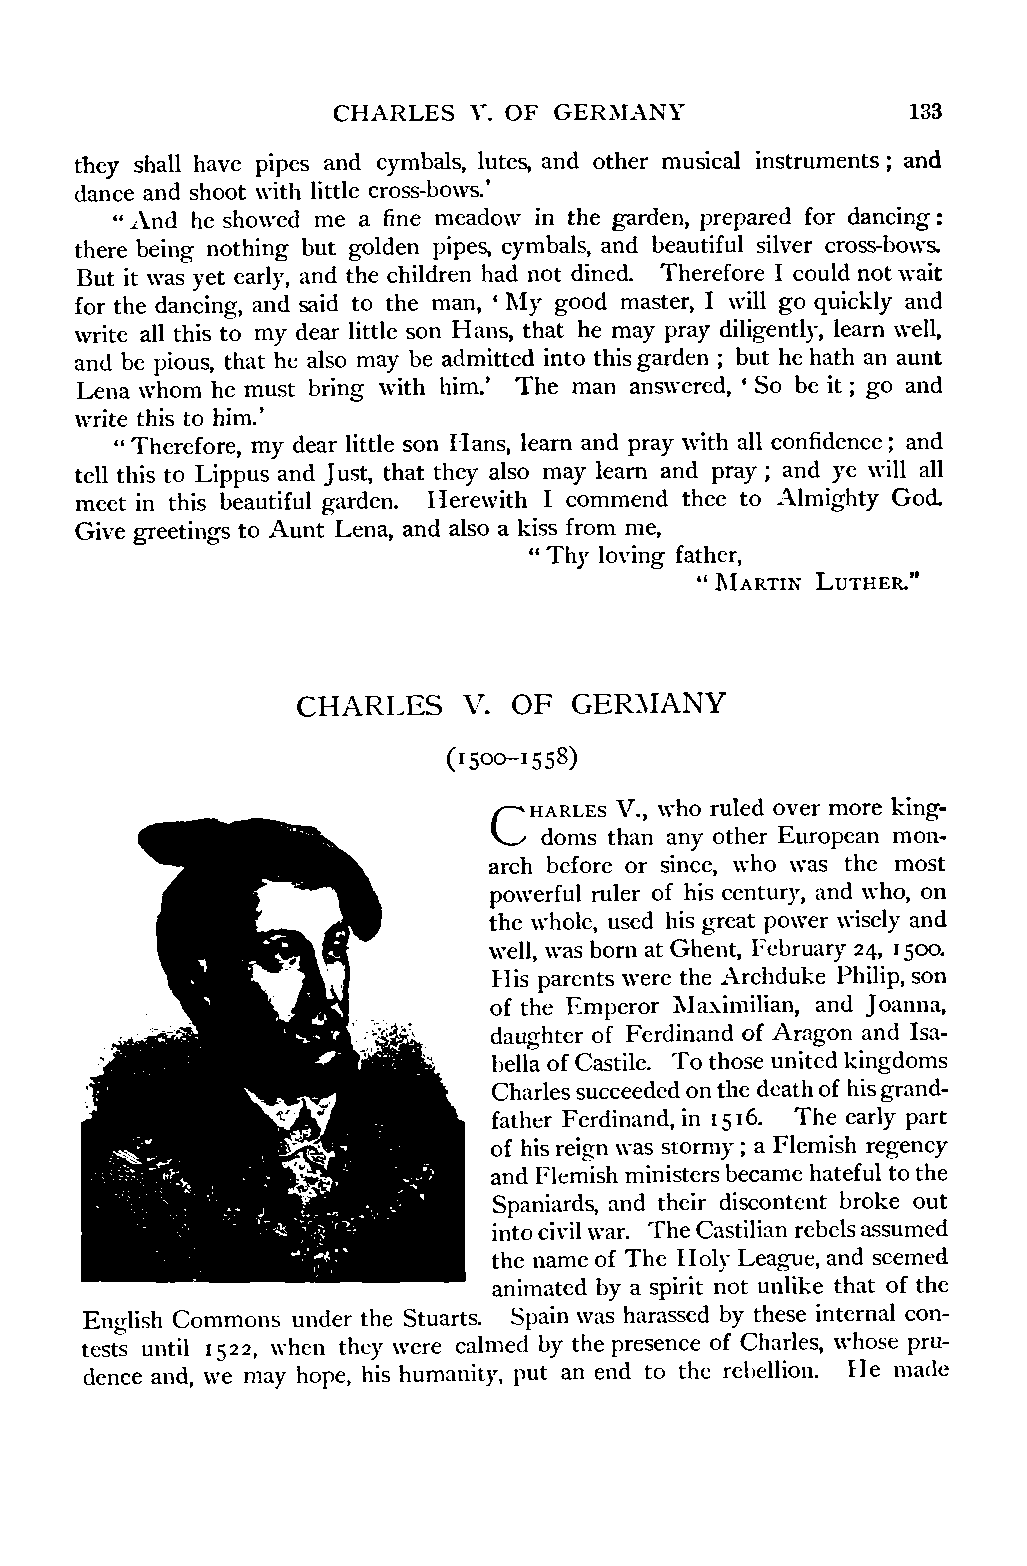 CHARLES V. OF GERMANY 133
they shall have pipes and cymbals, lutes, and other musical instruments; and
dance and shoot with little cross-bows.'
"And he showed me a fine meadow in the garden, prepared for dancing:
there being nothing but golden pipes, cymbals, and beautiful silver cross-bows.
But it was yet early, and the children had not dined. Therefore I could not wait
for the dancing, and said to the man, 'My good master, I will go quickly and
write all this to my dear little son Hans, that he may pray diligently, learn well,
and be pious, that he also may be admitted into this garden; but he hath an aunt
Lena whom he must bring with him.' The man answered, 'So be it; go and
write this to him.'
"Therefore, my dear little son Hans, learn and pray with all confidence; and
tell this to Lippus and Just, that they also may learn and pray; and ye will all
meet in this beautiful garden. Herewith I commend thee to Almighty God.
Give greetings to Aunt Lena, and also a kiss from me,
"Thy loving father,
"MARTIN LUTHER."
CHARLES V. OF GERMANY
(1500–1558)
CHARLES V., who ruled over more king-
doms than any other European mon-
arch before or since, who was the most
powerful ruler of his century, and who, on
the whole, used his great power wisely and
well, was born at Ghent, February 24, 1500.
His parents were the Archduke Philip, son
of the Emperor Maximilian, and Joanna,
daughter of Ferdinand of Aragon and Isa-
bella of Castile. To those united kingdoms
Charles succeeded on the death of his grand-
father Ferdinand, in 1516. The early part
of his reign was stormy; a Flemish regency
and Flemish ministers became hateful to the
Spaniards, and their discontent broke out
into civil war. The Castilian rebels assumed
the name of The Holy League, and seemed
animated by a spirit not unlike that of the
English Commons under the Stuarts. Spain was harassed by these internal con-
tests until 1522, when they were calmed by the presence of Charles, whose pru-
dence and, we may hope, his humanity, put an end to the rebellion. He made